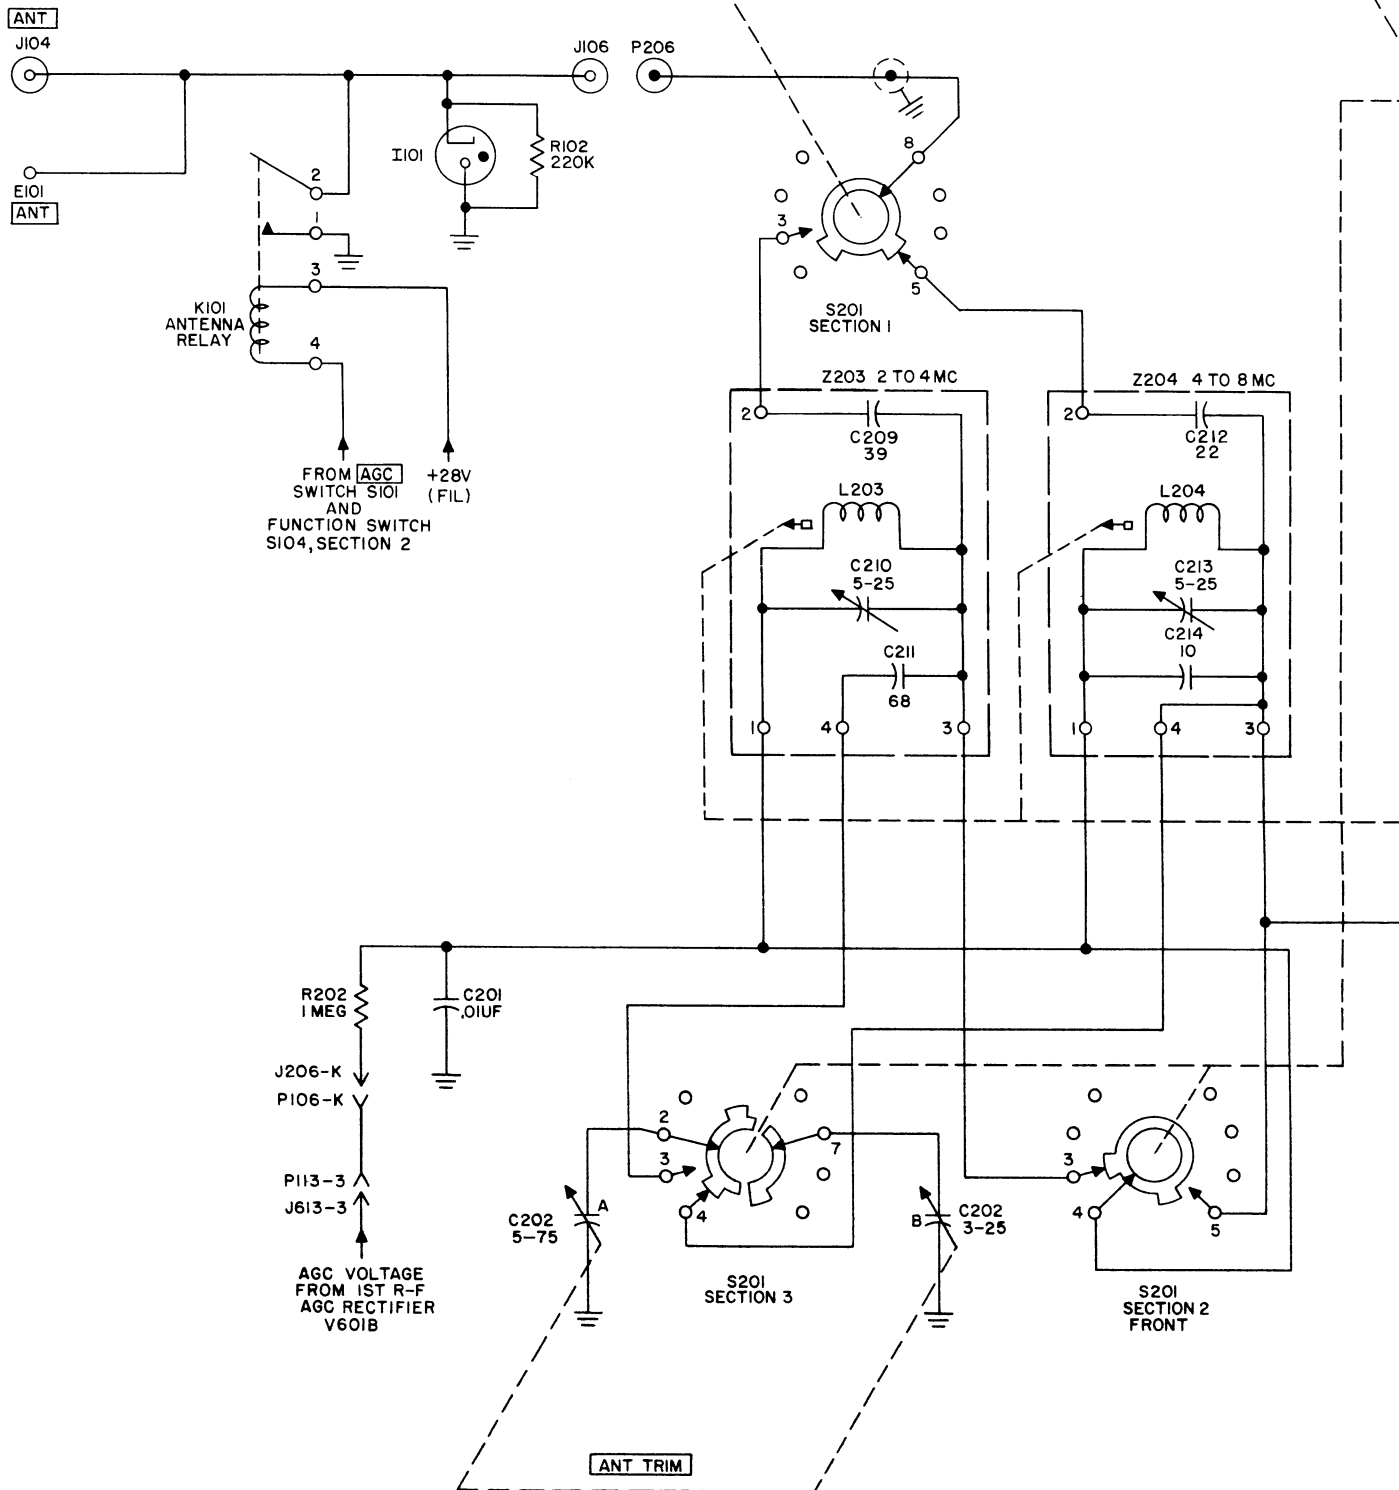 ANT
J104
J106
P206
8
I101
R102
220K
E101
ANT
2
1
3
3
5
K101
ANTENNA
RELAY
4
S201
SECTION 1
FROM AGC
SWITCH S101
AND
FUNCTION SWITCH
S104, SECTION 2
+28V
(FIL)
Z203 2 TO 4 MC
2
C209
39
L203
C210
5-25
C211
68
1
4
3
Z204 4 TO 8 MC
2
C212
22
L204
C213
5-25
C214
10
1
4
3
R202
1 MEG
C201
.01UF
J206-K
P106-K
P113-3
J613-3
AGC VOLTAGE
FROM 1ST R-F
AGC RECTIFIER
V601B
2
3
4
7
A
C202
5-75
B
C202
3-25
S201
SECTION 3
3
4
5
S201
SECTION 2
FRONT
ANT TRIM